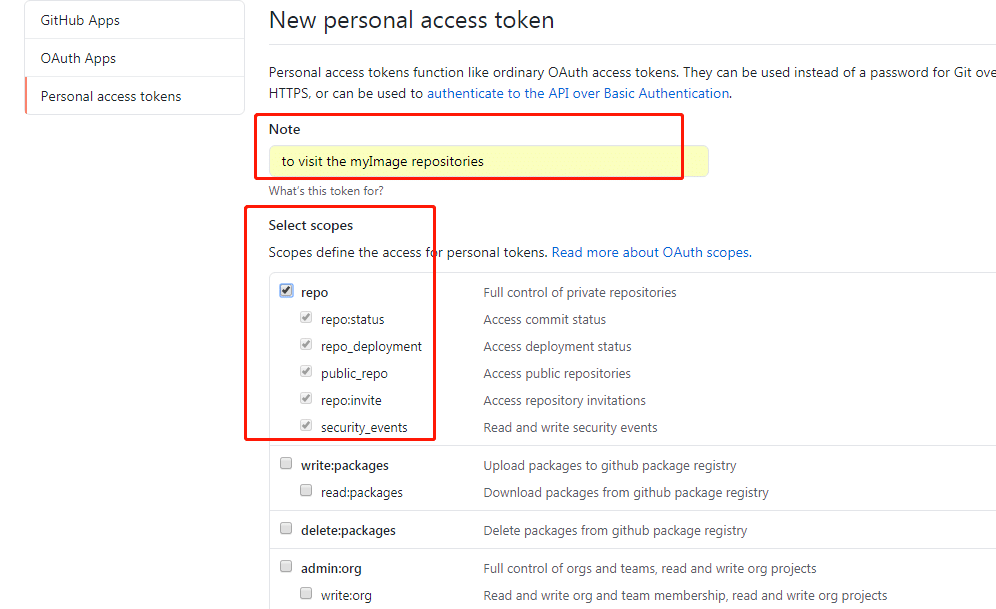 GitHub Apps
OAuth Apps
Personal access tokens
New personal access token
Personal access tokens function like ordinary OAuth access tokens. They can be used instead of a password for Git ove
HTTPS, or can be used to authenticate to the API over Basic Authentication.
Note
to visit the myImage repositories
What's this token for?
Select scopes
Scopes define the access for personal tokens. Read more about OAuth scopes.
repo Full control of private repositories
repo:status Access commit status
repo_deployment Access deployment status
public_repo Access public repositories
repo:invite Access repository invitations
security_events Read and write security events
write:packages Upload packages to github package registry
read:packages Download packages from github package registry
delete:packages Delete packages from github package registry
admin:org Full control of orgs and teams, read and write org projects
write:org Read and write org and team membership, read and write org projects